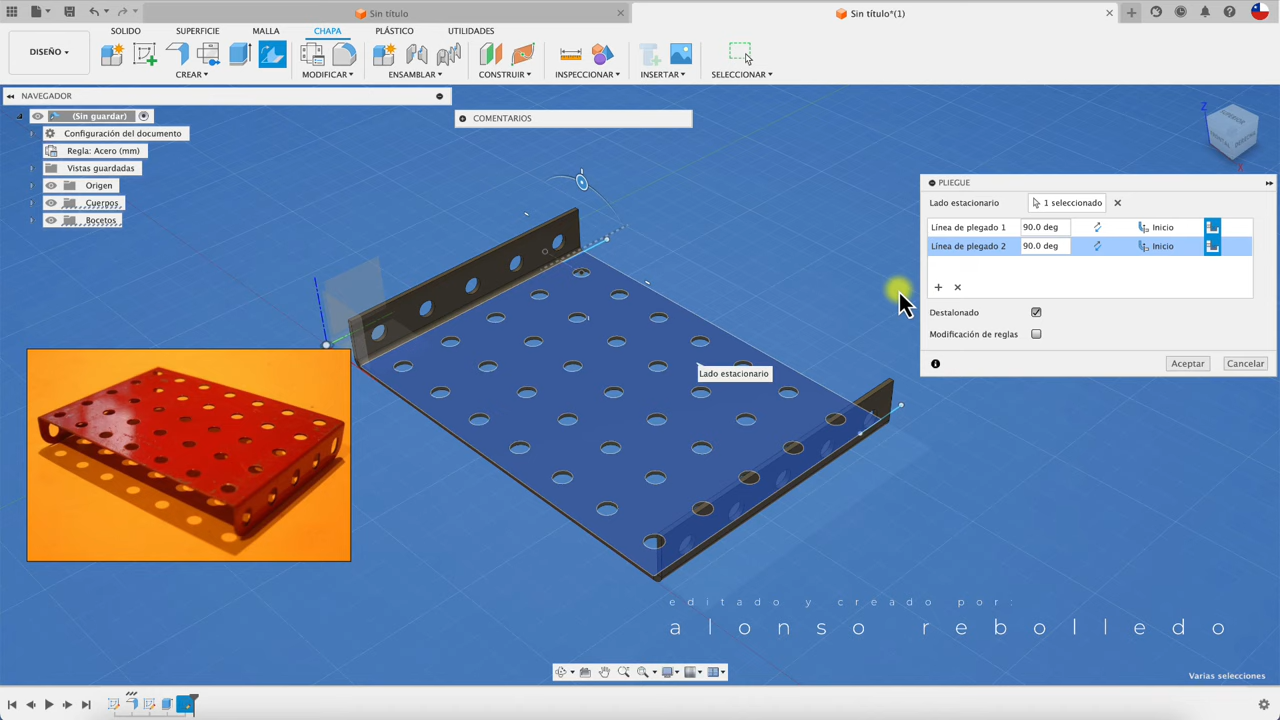 Sin título
Sin título*(1)
DISEÑO
SOLIDO
SUPERFICIE
MALLA
CHAPA
PLÁSTICO
UTILIDADES
CREAR
MODIFICAR
ENSAMBLAR
CONSTRUIR
INSPECCIONAR
INSERTAR
SELECCIONAR
NAVEGADOR
(Sin guardar)
Configuración del documento
Regla: Acero (mm)
Vistas guardadas
Origen
Cuerpos
Bocetos
COMENTARIOS
Z
X
PLIEGUE
Lado estacionario
1 seleccionado
Línea de plegado 1
90.0 deg
Inicio
Línea de plegado 2
90.0 deg
Inicio
Destalonado
Modificación de reglas
Aceptar
Cancelar
Lado estacionario
editado y creado por:
alonso rebolledo
Varias selecciones